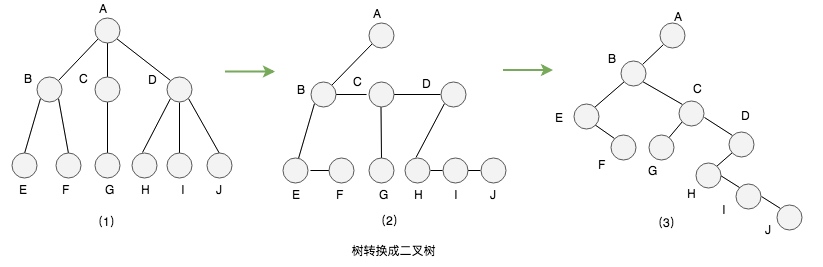 A
B C D
E F G H I J
(1)
A
B C D
E F G H I J
(2)
A
B
C
E
D
F
G
H
I
J
(3)
树转换成二叉树